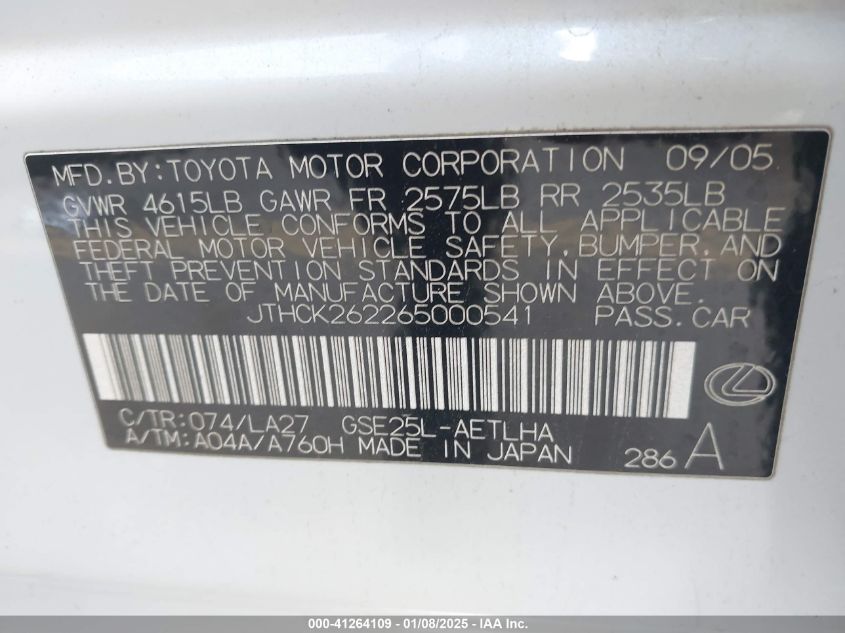 MFD. BY: TOYOTA MOTOR CORPORATION 09/05
GVWR 4615LB GAWR FR 2575LB RR 2535LB
THIS VEHICLE CONFORMS TO ALL APPLICABLE
FEDERAL MOTOR VEHICLE SAFETY, BUMPER, AND
THEFT PREVENTION STANDARDS IN EFFECT ON
THE DATE OF MANUFACTURE SHOWN ABOVE.
JTHCK262265000541 PASS. CAR
C/TR: 074/LA27 GSE25L-AETLHA
A/TM: A04A/A760H MADE IN JAPAN 286 A
000-41264109 - 01/08/2025 - IAA Inc.